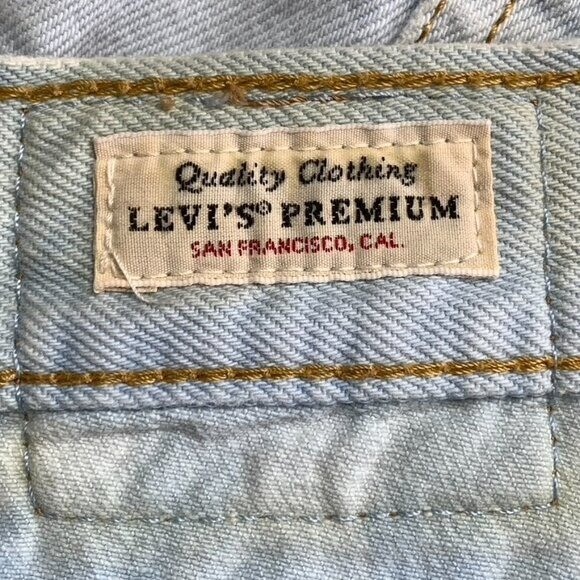 Quality Clothing
LEVI'S® PREMIUM
SAN FRANCISCO, CAL.